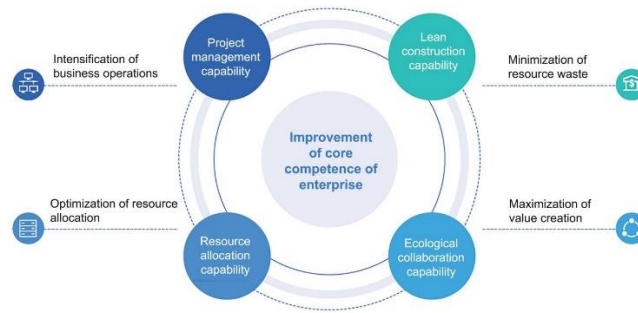 Intensification of
business operations
Project
management
capability
Lean
construction
capability
Minimization of
resource waste
Improvement
of core
competence of
enterprise
Optimization of resource
allocation
Resource
allocation
capability
Ecological
collaboration
capability
Maximization of
value creation